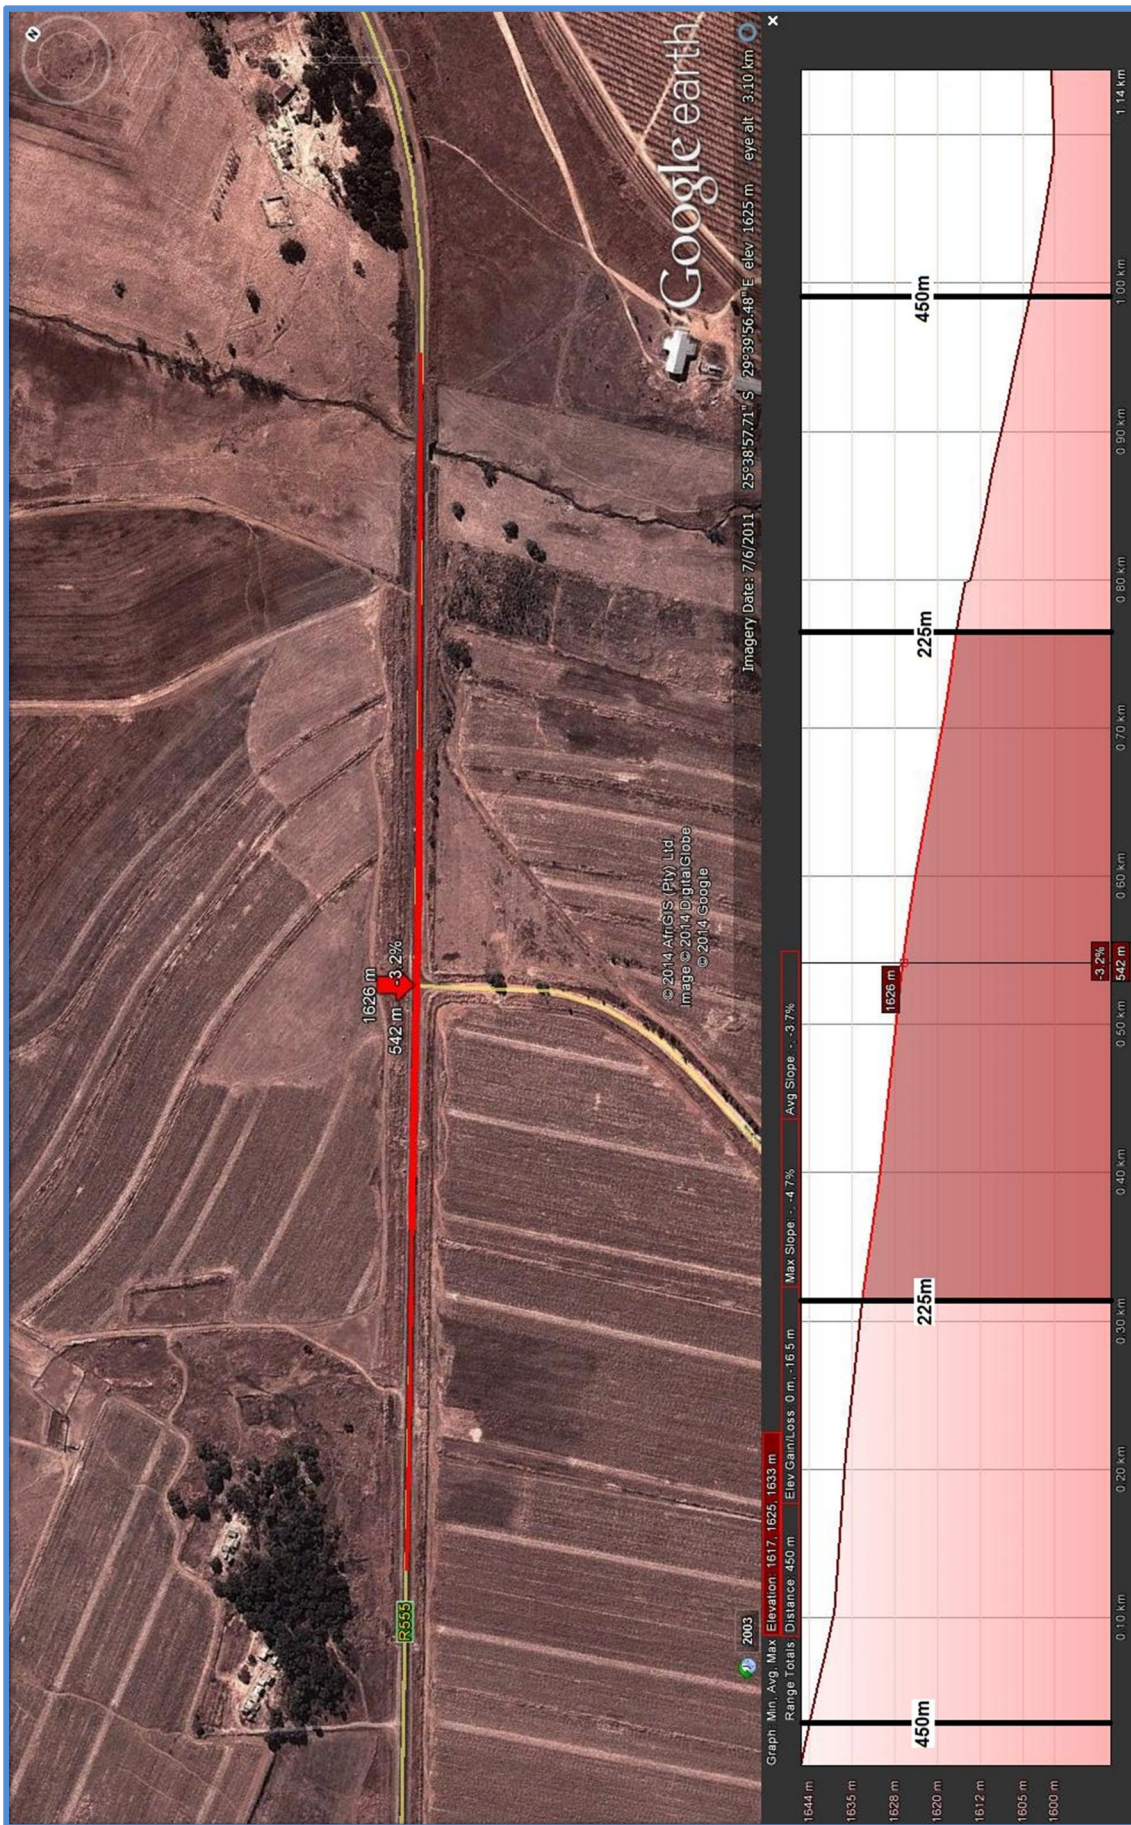 N
1626 m
542 m -3.2%
R555
© 2014 AfriGIS (Pty) Ltd.
Image © 2014 DigitalGlobe
© 2014 Google
Google earth
2003
Imagery Date: 7/6/2011 25°38'57.71" S 29°39'56.48" E elev 1625 m eye alt 3.10 km
Graph: Min, Avg, Max Elevation: 1617, 1625, 1633 m
Range Totals: Distance: 450 m Elev Gain/Loss: 0 m, -16.5 m Max Slope: -, -4.7% Avg Slope: -, -3.7%
1644 m
1635 m
1628 m
1620 m
1612 m
1605 m
1600 m
450m
225m
1626 m
225m
450m
-3.2%
542 m
0.10 km
0.20 km
0.30 km
0.40 km
0.50 km
0.60 km
0.70 km
0.80 km
0.90 km
1.00 km
1.14 km